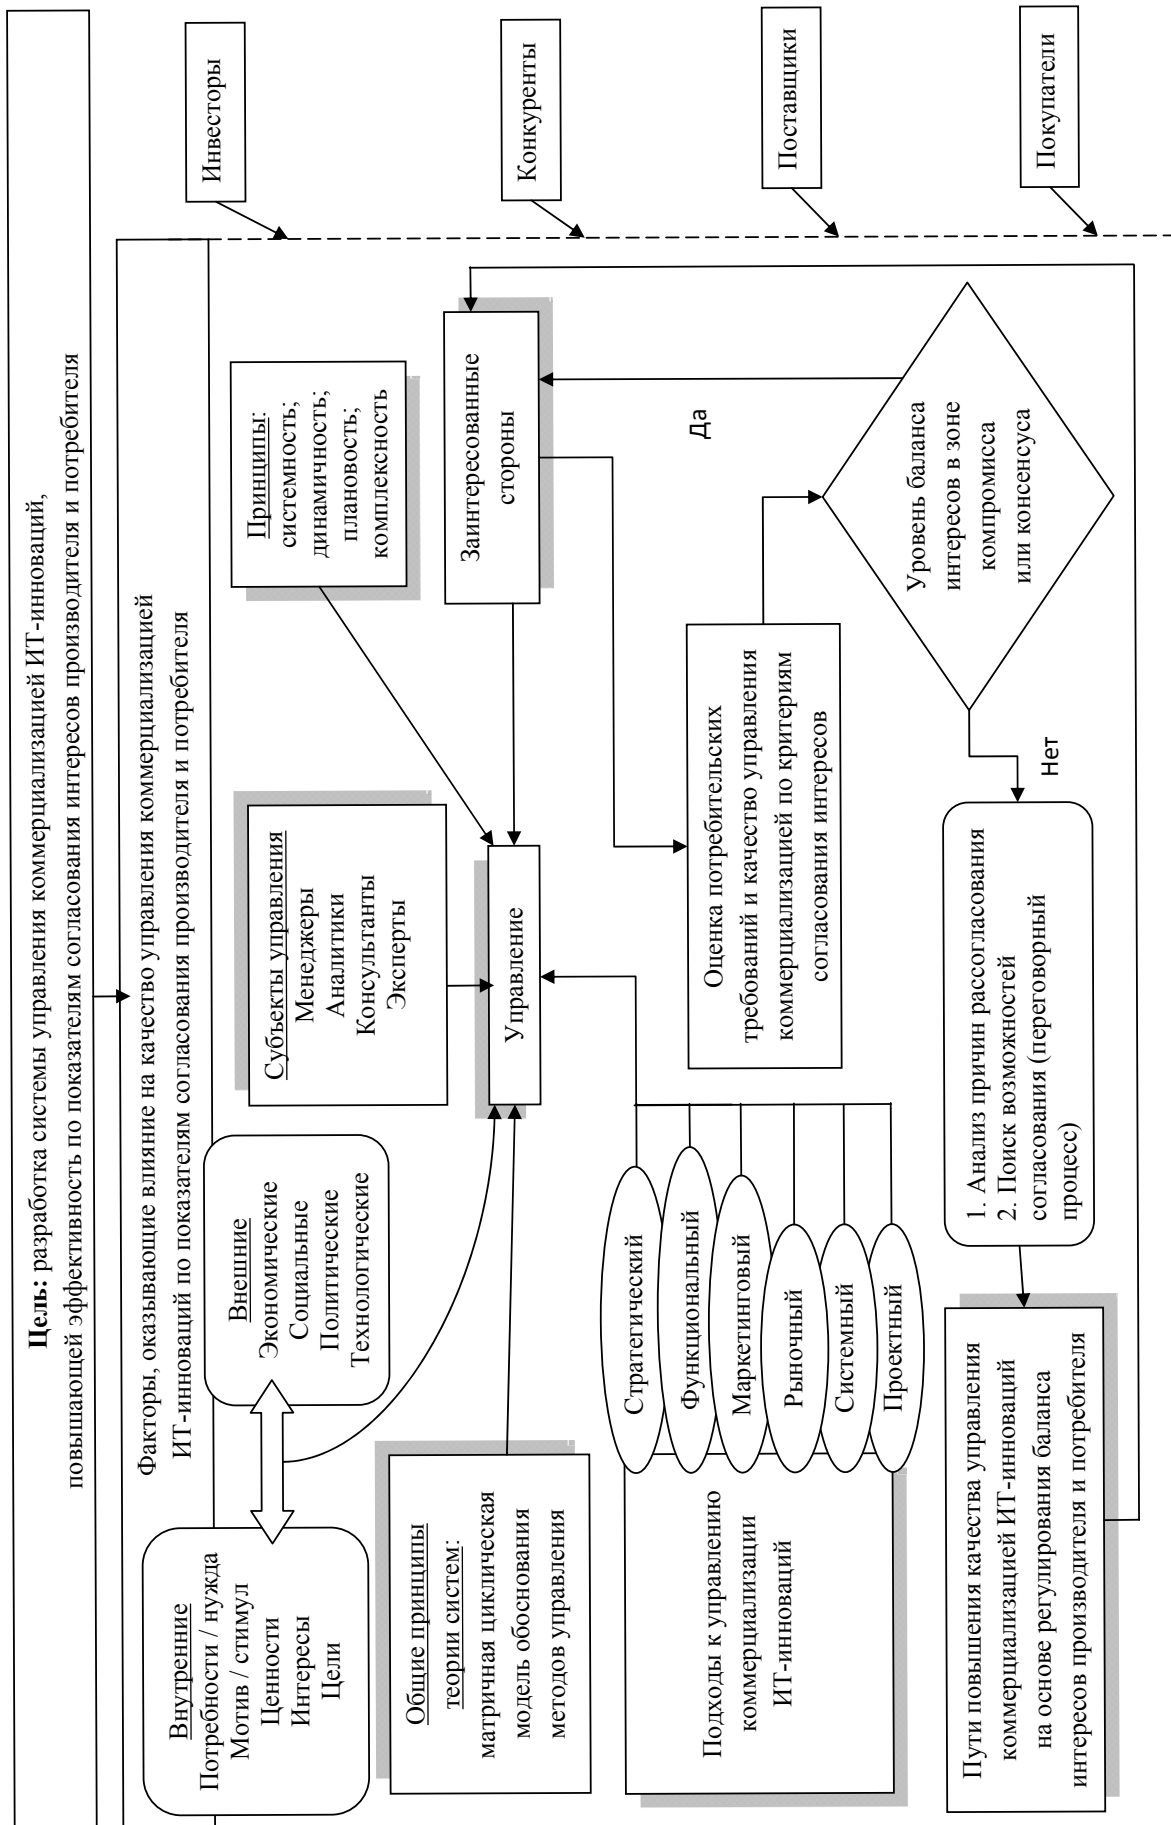 Цель: разработка системы управления коммерциализацией ИТ-инноваций,
повышающей эффективность по показателям согласования интересов производителя и потребителя
Факторы, оказывающие влияние на качество управления коммерциализацией
ИТ-инноваций по показателям согласования производителя и потребителя
Внутренние
Потребности / нужда
Мотив / стимул
Ценности
Интересы
Цели
Внешние
Экономические
Социальные
Политические
Технологические
Субъекты управления
Менеджеры
Аналитики
Консультанты
Эксперты
Принципы:
системность;
динамичность;
плановость;
комплексность
Инвесторы
Общие принципы
теории систем:
матричная циклическая
модель обоснования
методов управления
Управление
Заинтересованные
стороны
Конкуренты
Подходы к управлению
коммерциализации
ИТ-инноваций
Стратегический
Функциональный
Маркетинговый
Рыночный
Системный
Проектный
Оценка потребительских
требований и качество управления
коммерциализацией по критериям
согласования интересов
Да
Поставщики
Пути повышения качества управления
коммерциализацией ИТ-инноваций
на основе регулирования баланса
интересов производителя и потребителя
1. Анализ причин рассогласования
2. Поиск возможностей
согласования (переговорный
процесс)
Нет
Уровень баланса
интересов в зоне
компромисса
или консенсуса
Покупатели